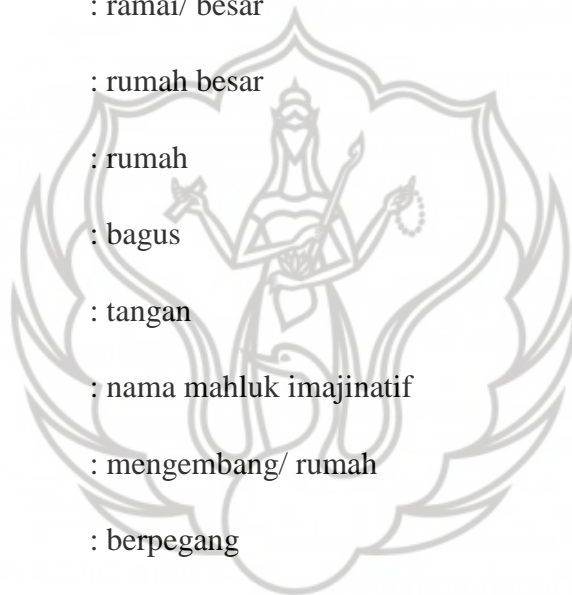 : ramai/ besar
: rumah besar
: rumah
: bagus
: tangan
: nama mahluk imajinatif
: mengembang/ rumah
: berpegang